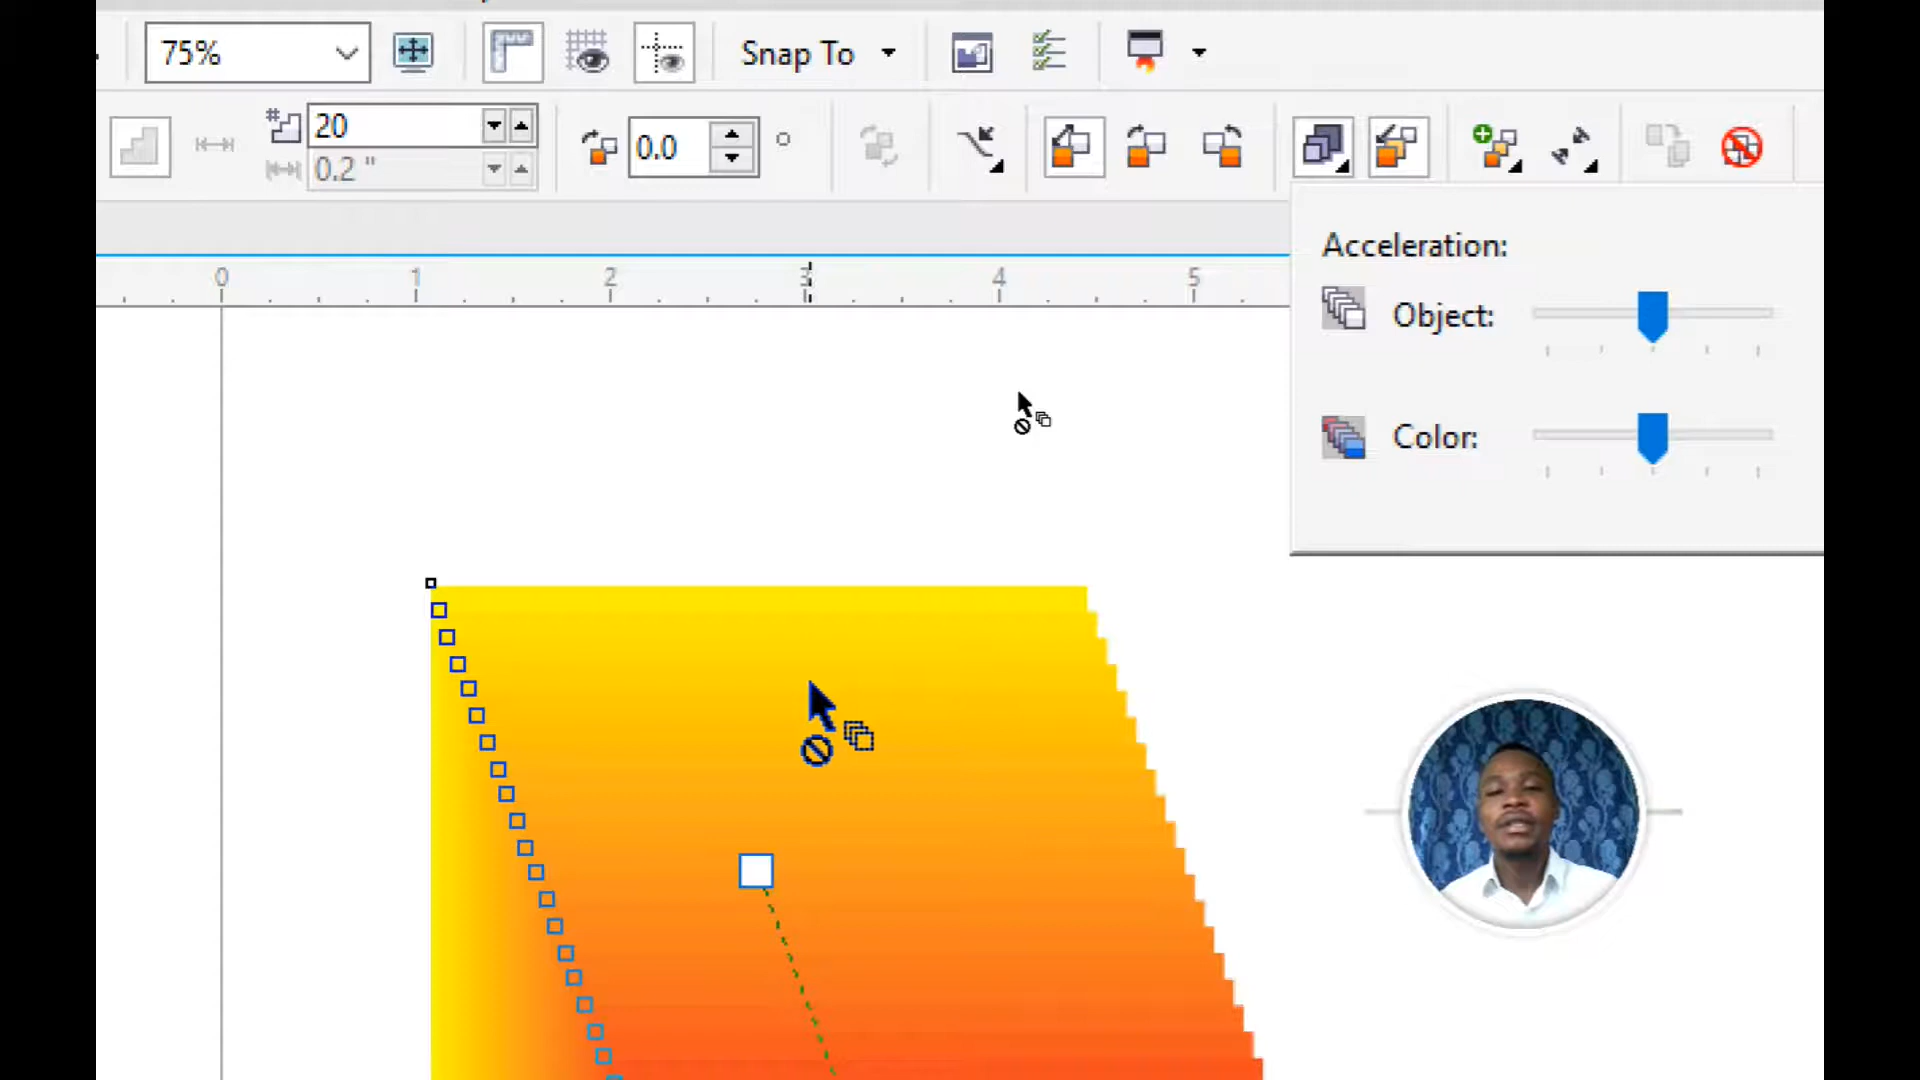 75%
Snap To
20
0.2 "
0.0 °
Acceleration:
Object:
Color:
0 1 2 3 4 5